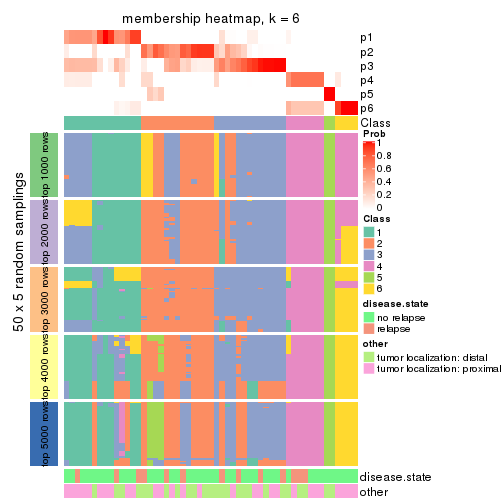 membership heatmap, k = 6
p1
p2
p3
p4
p5
p6
Class
50 x 5 random samplings
top 1000 rows
top 2000 rows
top 3000 rows
top 4000 rows
top 5000 rows
Prob
1
0.8
0.6
0.4
0.2
0
Class
1
2
3
4
5
6
disease.state
no relapse
relapse
other
tumor localization: distal
tumor localization: proximal
disease.state
other